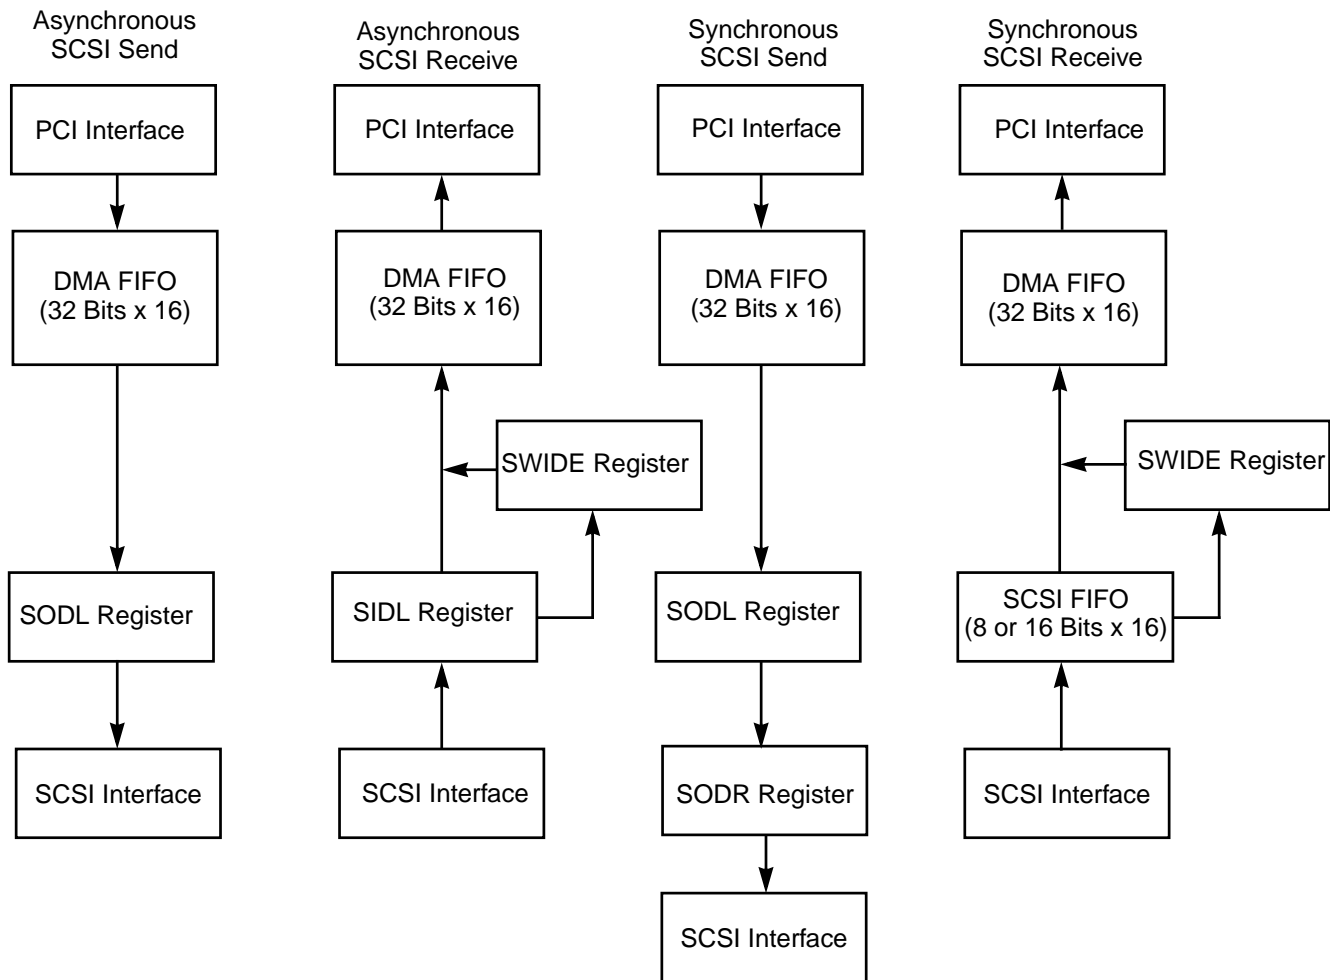 Asynchronous
SCSI Send
PCI Interface
DMA FIFO
(32 Bits x 16)
SODL Register
SCSI Interface
Asynchronous
SCSI Receive
PCI Interface
DMA FIFO
(32 Bits x 16)
SWIDE Register
SIDL Register
SCSI Interface
Synchronous
SCSI Send
PCI Interface
DMA FIFO
(32 Bits x 16)
SODL Register
SODR Register
SCSI Interface
Synchronous
SCSI Receive
PCI Interface
DMA FIFO
(32 Bits x 16)
SWIDE Register
SCSI FIFO
(8 or 16 Bits x 16)
SCSI Interface